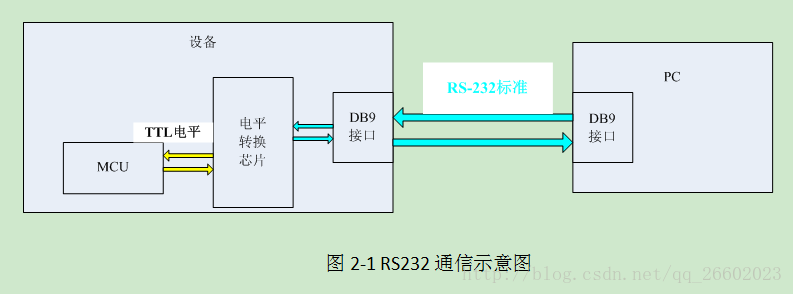 设备
PC
RS-232标准
DB9
接口
DB9
接口
TTL电平
电平
转换
芯片
MCU
图 2-1 RS232 通信示意图
http://blog.csdn.net/qq_26602023